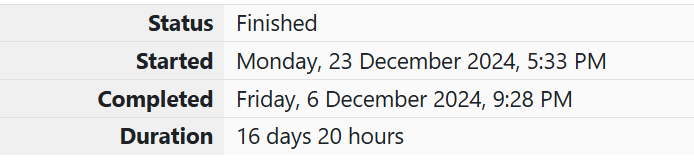 Status Finished
Started Monday, 23 December 2024, 5:33 PM
Completed Friday, 6 December 2024, 9:28 PM
Duration 16 days 20 hours